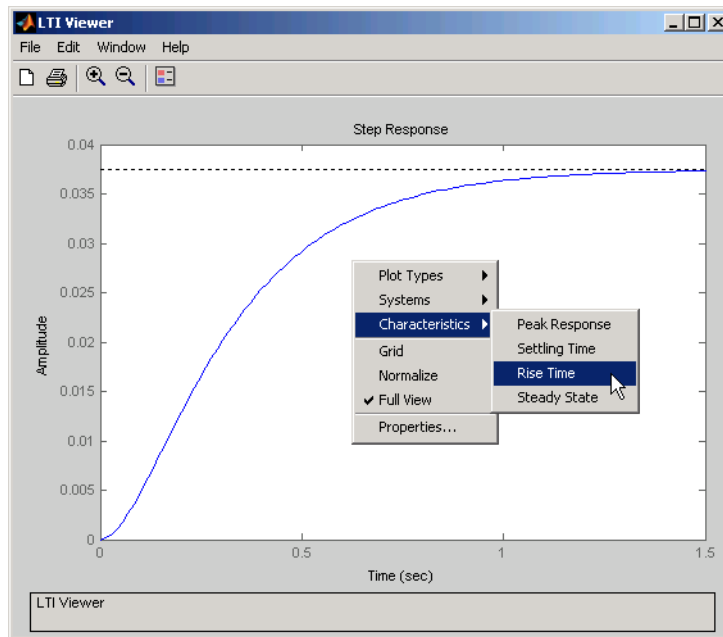 LTI Viewer
File Edit Window Help
Step Response
0.04
0.035
0.03
0.025
0.02
0.015
0.01
0.005
0
Amplitude
0 0.5 1 1.5
Time (sec)
Plot Types
Systems
Characteristics
Grid
Normalize
Full View
Properties...
Peak Response
Settling Time
Rise Time
Steady State
LTI Viewer